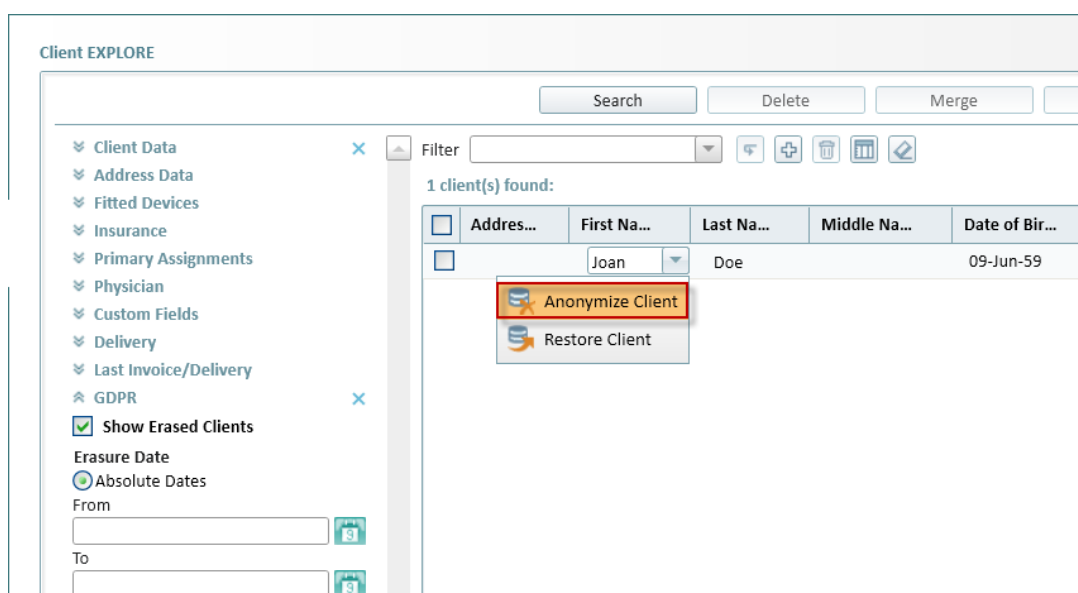 Client EXPLORE
Search Delete Merge
Client Data
Address Data
Fitted Devices
Insurance
Primary Assignments
Physician
Custom Fields
Delivery
Last Invoice/Delivery
GDPR
Show Erased Clients
Erasure Date
Absolute Dates
From
9
To
9
Filter
1 client(s) found:
Addres... First Na... Last Na... Middle Na... Date of Bir...
Joan Doe 09-Jun-59
Anonymize Client
Restore Client